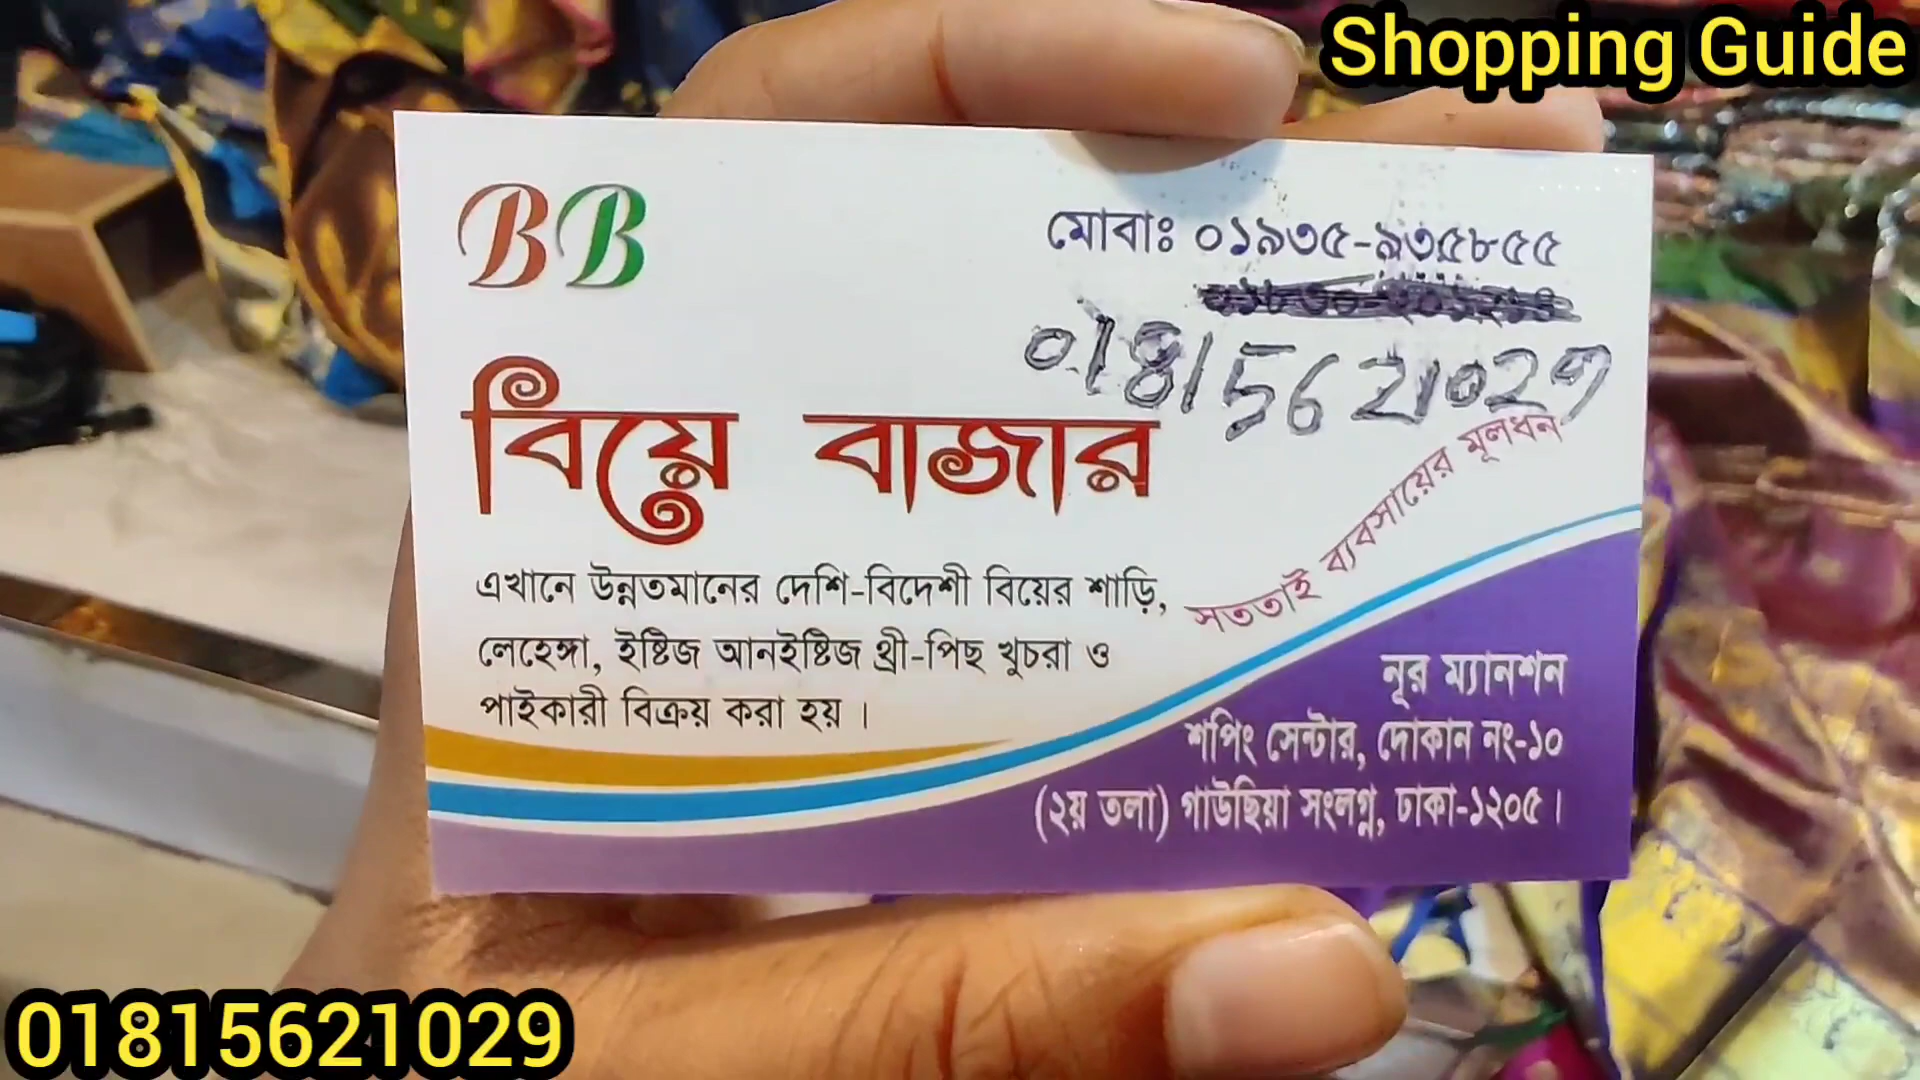 Shopping Guide
BB
মোবাঃ ০১৯৩৫-৯৩৫৮৫৫
01815621029
বিয়ে বাজার
সততাই ব্যবসায়ের মূলধন
এখানে উন্নতমানের দেশি-বিদেশী বিয়ের শাড়ি,
লেহেঙ্গা, ইষ্টিজ আনইষ্টিজ থ্রী-পিছ খুচরা ও
পাইকারী বিক্রয় করা হয় ।
নূর ম্যানশন
শপিং সেন্টার, দোকান নং-১০
(২য় তলা) গাউছিয়া সংলগ্ন, ঢাকা-১২০৫ ।
01815621029